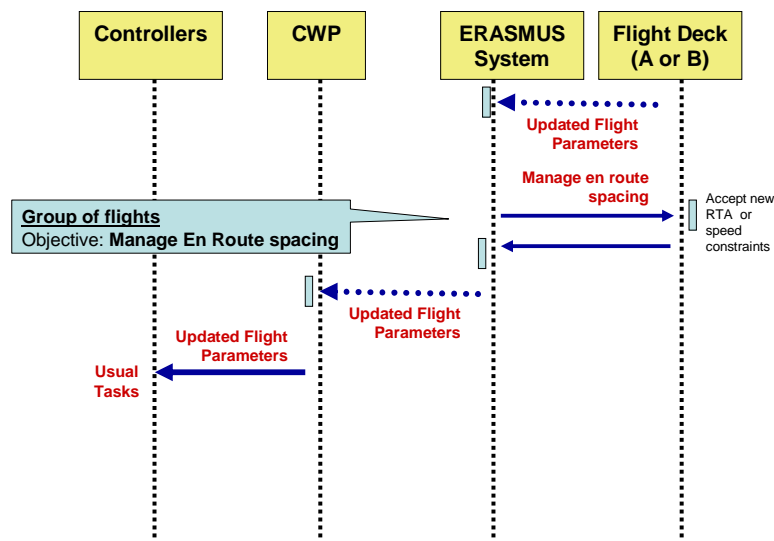 Controllers
CWP
ERASMUS
System
Flight Deck
(A or B)
Updated Flight
Parameters
Manage en route
spacing
Accept new
RTA or
speed
constraints
Group of flights
Objective: Manage En Route spacing
Updated Flight
Parameters
Updated Flight
Parameters
Usual
Tasks